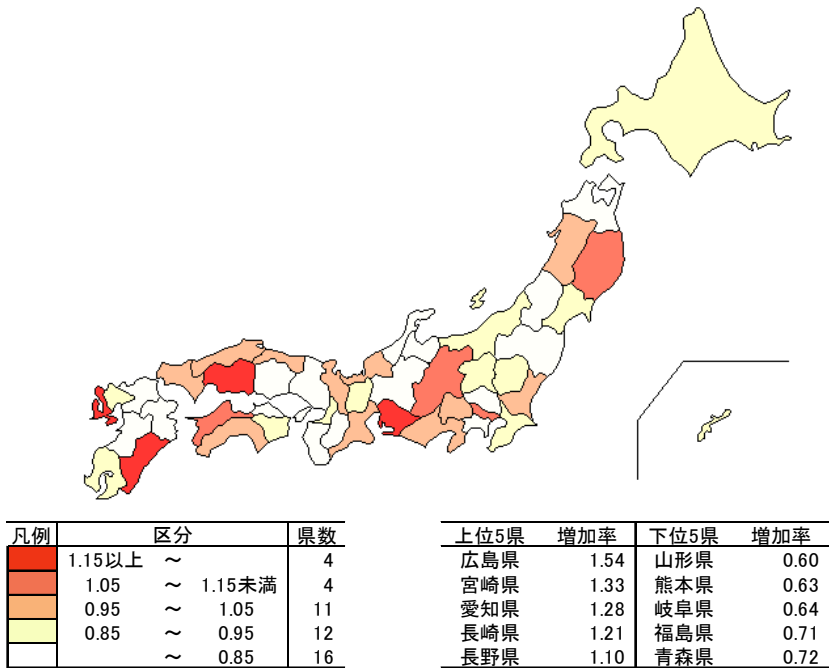 凡例 区分 県数
1.15以上 ～ 4
1.05 ～ 1.15未満 4
0.95 ～ 1.05 11
0.85 ～ 0.95 12
～ 0.85 16
上位5県 増加率 下位5県 増加率
広島県 1.54 山形県 0.60
宮崎県 1.33 熊本県 0.63
愛知県 1.28 岐阜県 0.64
長崎県 1.21 福島県 0.71
長野県 1.10 青森県 0.72